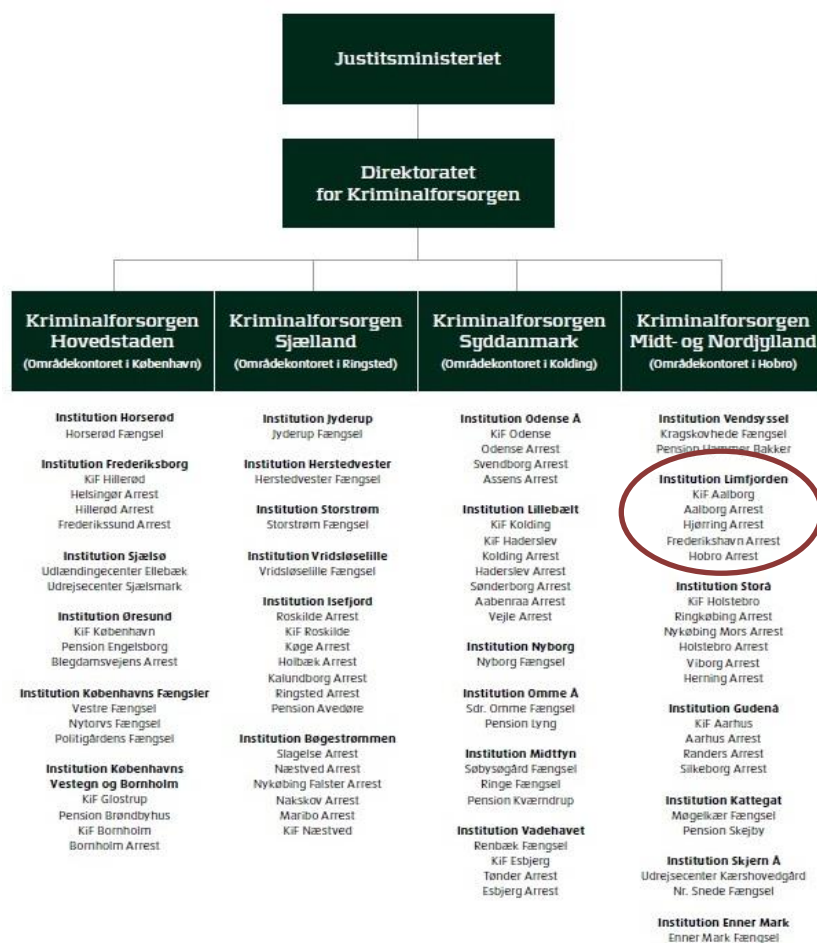 Justitsministeriet
Direktoratet
for Kriminalforsorgen
Kriminalforsorgen
Hovedstaden
(Områdekontoret i København)
Institution Horserød
Horserød Fængsel
Institution Frederiksborg
KiF Hillerød
Helsingør Arrest
Hillerød Arrest
Frederikssund Arrest
Institution Sjælsø
Udlændingecenter Ellebæk
Udrejsecenter Sjælsmark
Institution Øresund
KiF København
Pension Engelsborg
Blegdamsvejens Arrest
Institution Københavns Fængsler
Vestre Fængsel
Nytorvs Fængsel
Politigårdens Fængsel
Institution Københavns
Vestegn og Bornholm
KiF Glostrup
Pension Brøndbyhus
KiF Bornholm
Bornholm Arrest
Kriminalforsorgen
Sjælland
(Områdekontoret i Ringsted)
Institution Jyderup
Jyderup Fængsel
Institution Herstedvester
Herstedvester Fængsel
Institution Storstrøm
Storstrøm Fængsel
Institution Vridsløselille
Vridsløselille Fængsel
Institution Isefjord
Roskilde Arrest
KiF Roskilde
Køge Arrest
Holbæk Arrest
Kalundborg Arrest
Ringsted Arrest
Pension Avedøre
Institution Bøgestrømmen
Slagelse Arrest
Næstved Arrest
Nykøbing Falster Arrest
Nakskov Arrest
Maribo Arrest
KiF Næstved
Kriminalforsorgen
Syddanmark
(Områdekontoret i Kolding)
Institution Odense Å
KiF Odense
Odense Arrest
Svendborg Arrest
Assens Arrest
Institution Lillebælt
KiF Kolding
KiF Haderslev
Kolding Arrest
Haderslev Arrest
Sønderborg Arrest
Aabenraa Arrest
Vejle Arrest
Institution Nyborg
Nyborg Fængsel
Institution Omme Å
Sdr. Omme Fængsel
Pension Lyng
Institution Midtfyn
Søbysøgård Fængsel
Ringe Fængsel
Pension Kværndrup
Institution Vadehavet
Renbæk Fængsel
KiF Esbjerg
Tønder Arrest
Esbjerg Arrest
Kriminalforsorgen
Midt- og Nordjylland
(Områdekontoret i Hobro)
Institution Vendsyssel
Kragskovhede Fængsel
Pension Hammer Bakker
Institution Limfjorden
KiF Aalborg
Aalborg Arrest
Hjørring Arrest
Frederikshavn Arrest
Hobro Arrest
Institution Storå
KiF Holstebro
Ringkøbing Arrest
Nykøbing Mors Arrest
Holstebro Arrest
Viborg Arrest
Herning Arrest
Institution Gudenå
KiF Aarhus
Aarhus Arrest
Randers Arrest
Silkeborg Arrest
Institution Kattegat
Møgelkær Fængsel
Pension Skejby
Institution Skjern Å
Udrejsecenter Kærshovedgård
Nr. Snede Fængsel
Institution Enner Mark
Enner Mark Fængsel